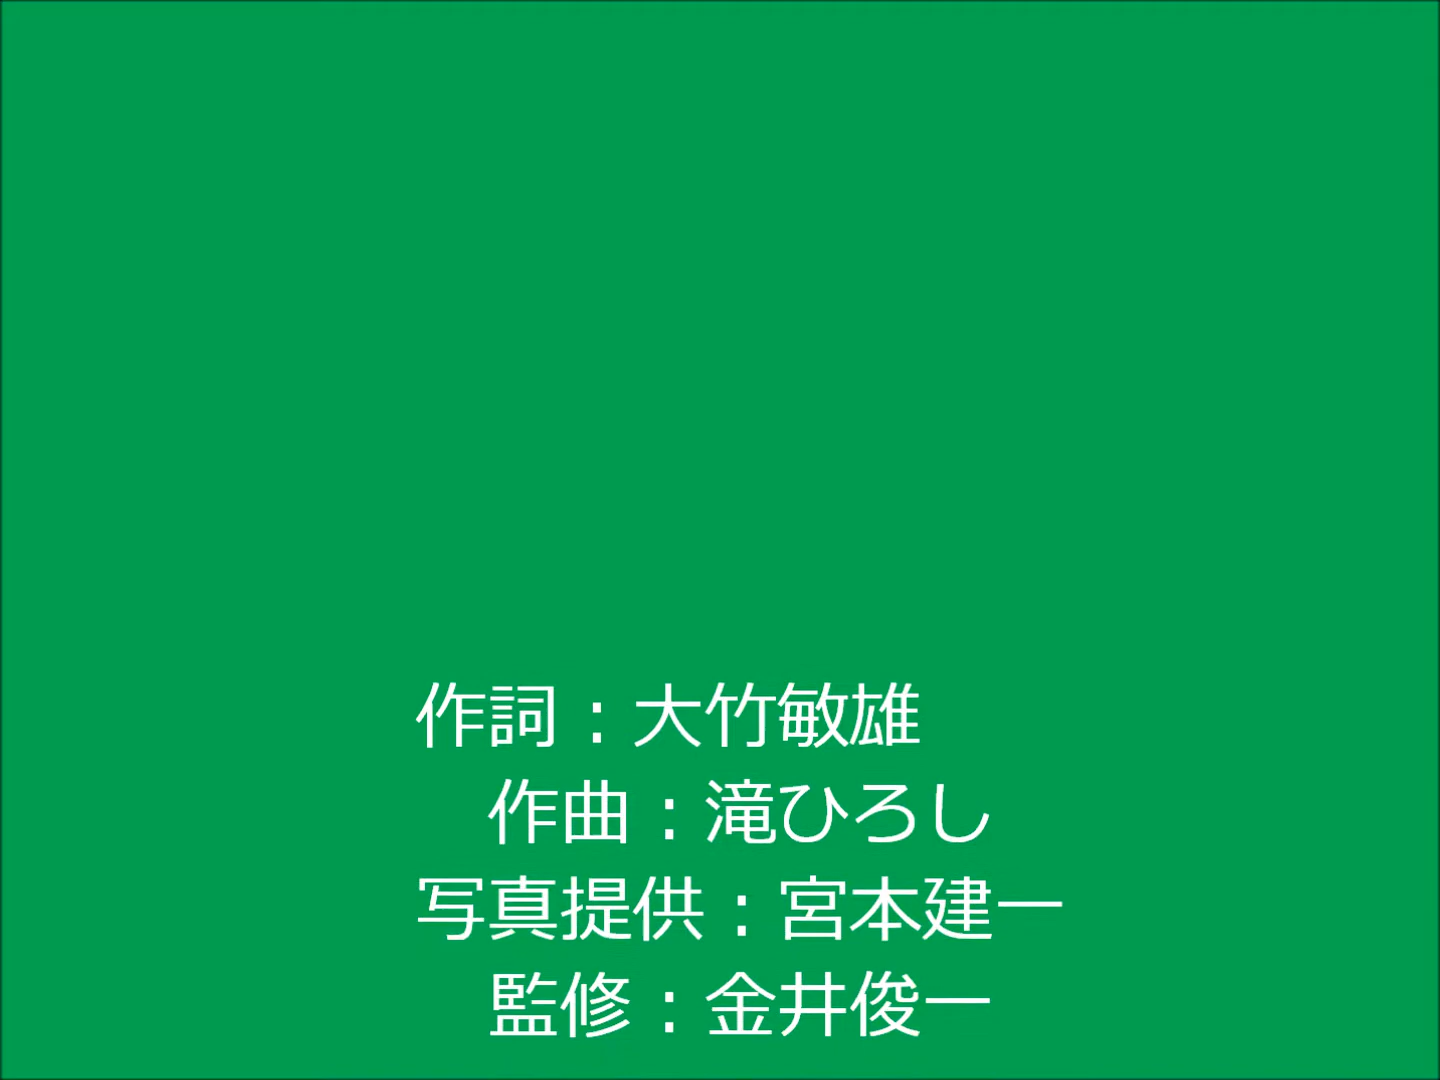 作詞：大竹敏雄
作曲：滝ひろし
写真提供：宮本建一
監修：金井俊一